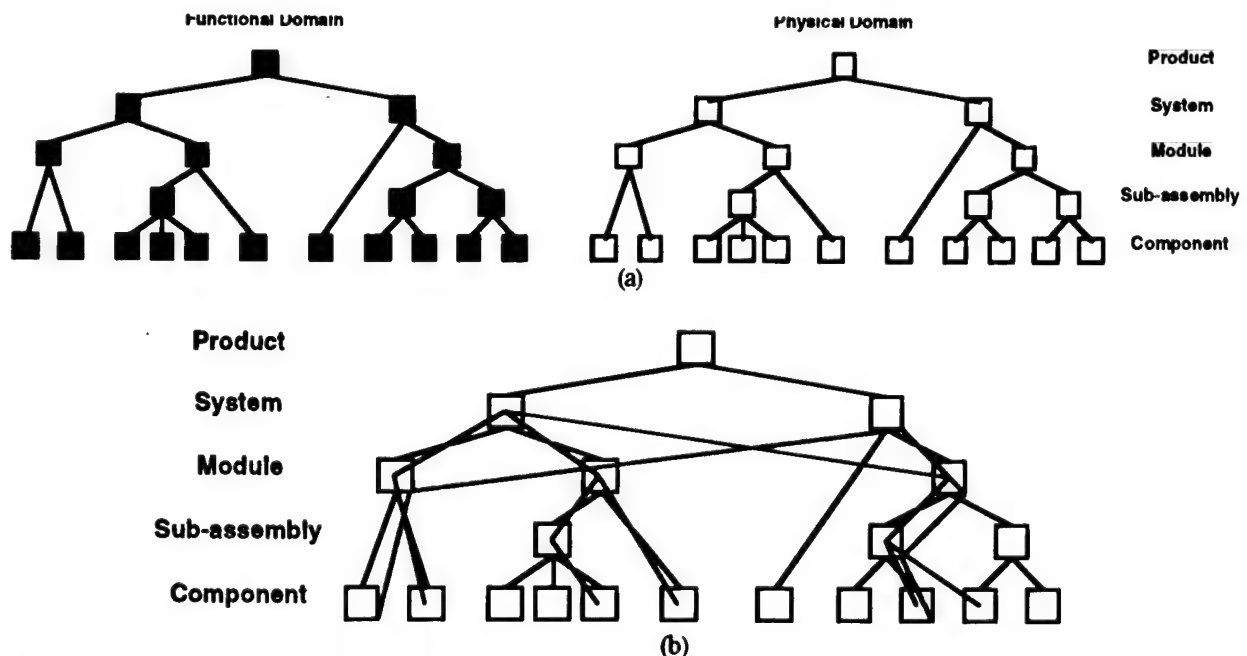 Functional Domain
Physical Domain
Product
System
Module
Sub-assembly
Component
(a)
Product
System
Module
Sub-assembly
Component
(b)